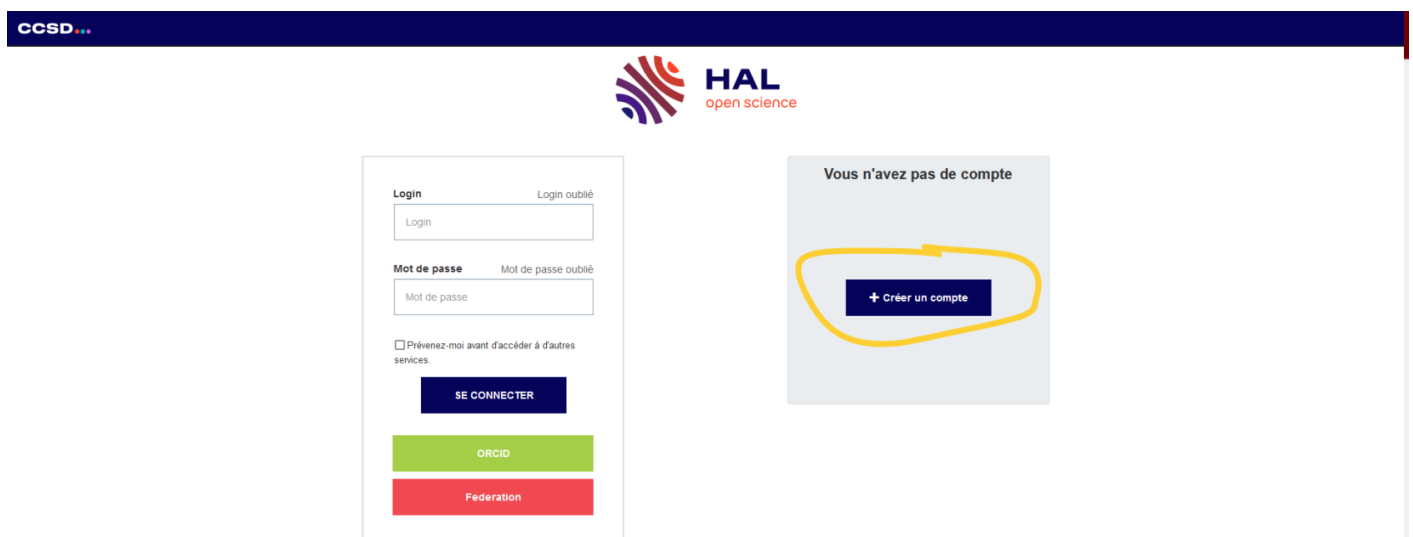 CCSD
HAL
open science
Login
Login oublié
Login
Mot de passe
Mot de passe oublié
Mot de passe
Prévenez-moi avant d'accéder à d'autres
services.
SE CONNECTER
ORCID
Federation
Vous n'avez pas de compte
+ Créer un compte